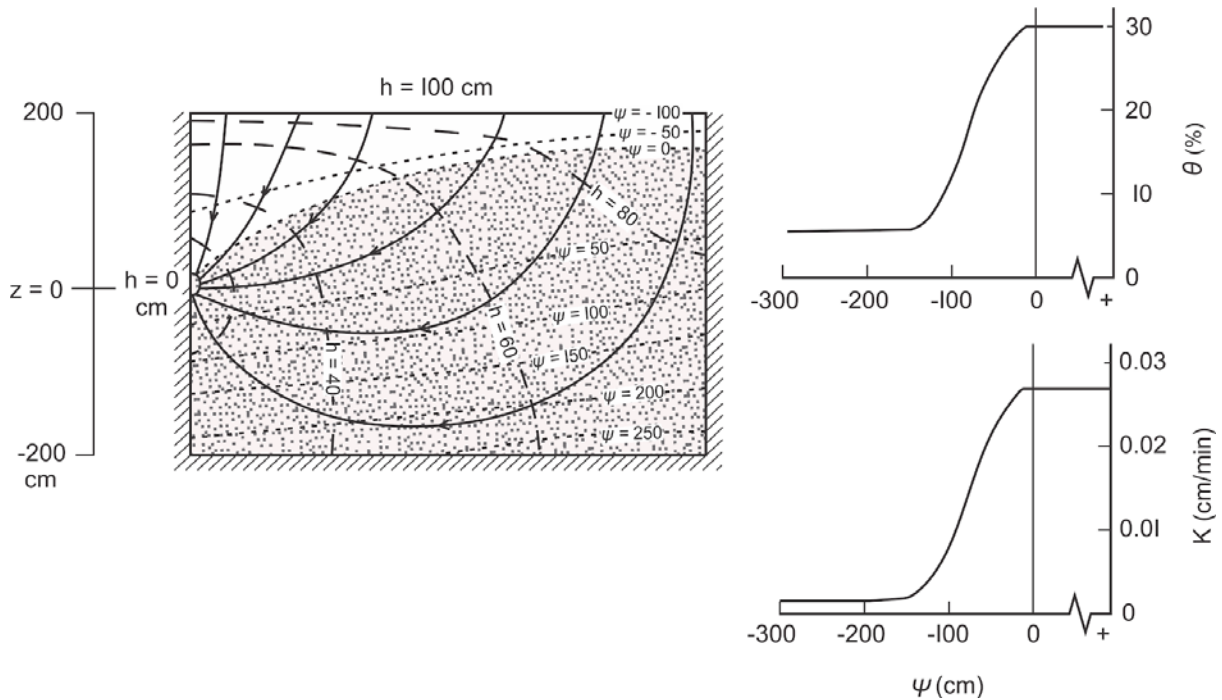 h = 100 cm
200
z = 0
-200
cm
h = 0
cm
ψ = - 100
ψ = - 50
ψ = 0
h = 80
ψ = 50
ψ = 100
h = 60
ψ = 150
h = 40
ψ = 200
ψ = 250
30
20
10
0
θ (%)
-300
-200
-100
0
+
0.03
0.02
0.01
0
K (cm/min)
-300
-200
-100
0
+
Ψ (cm)